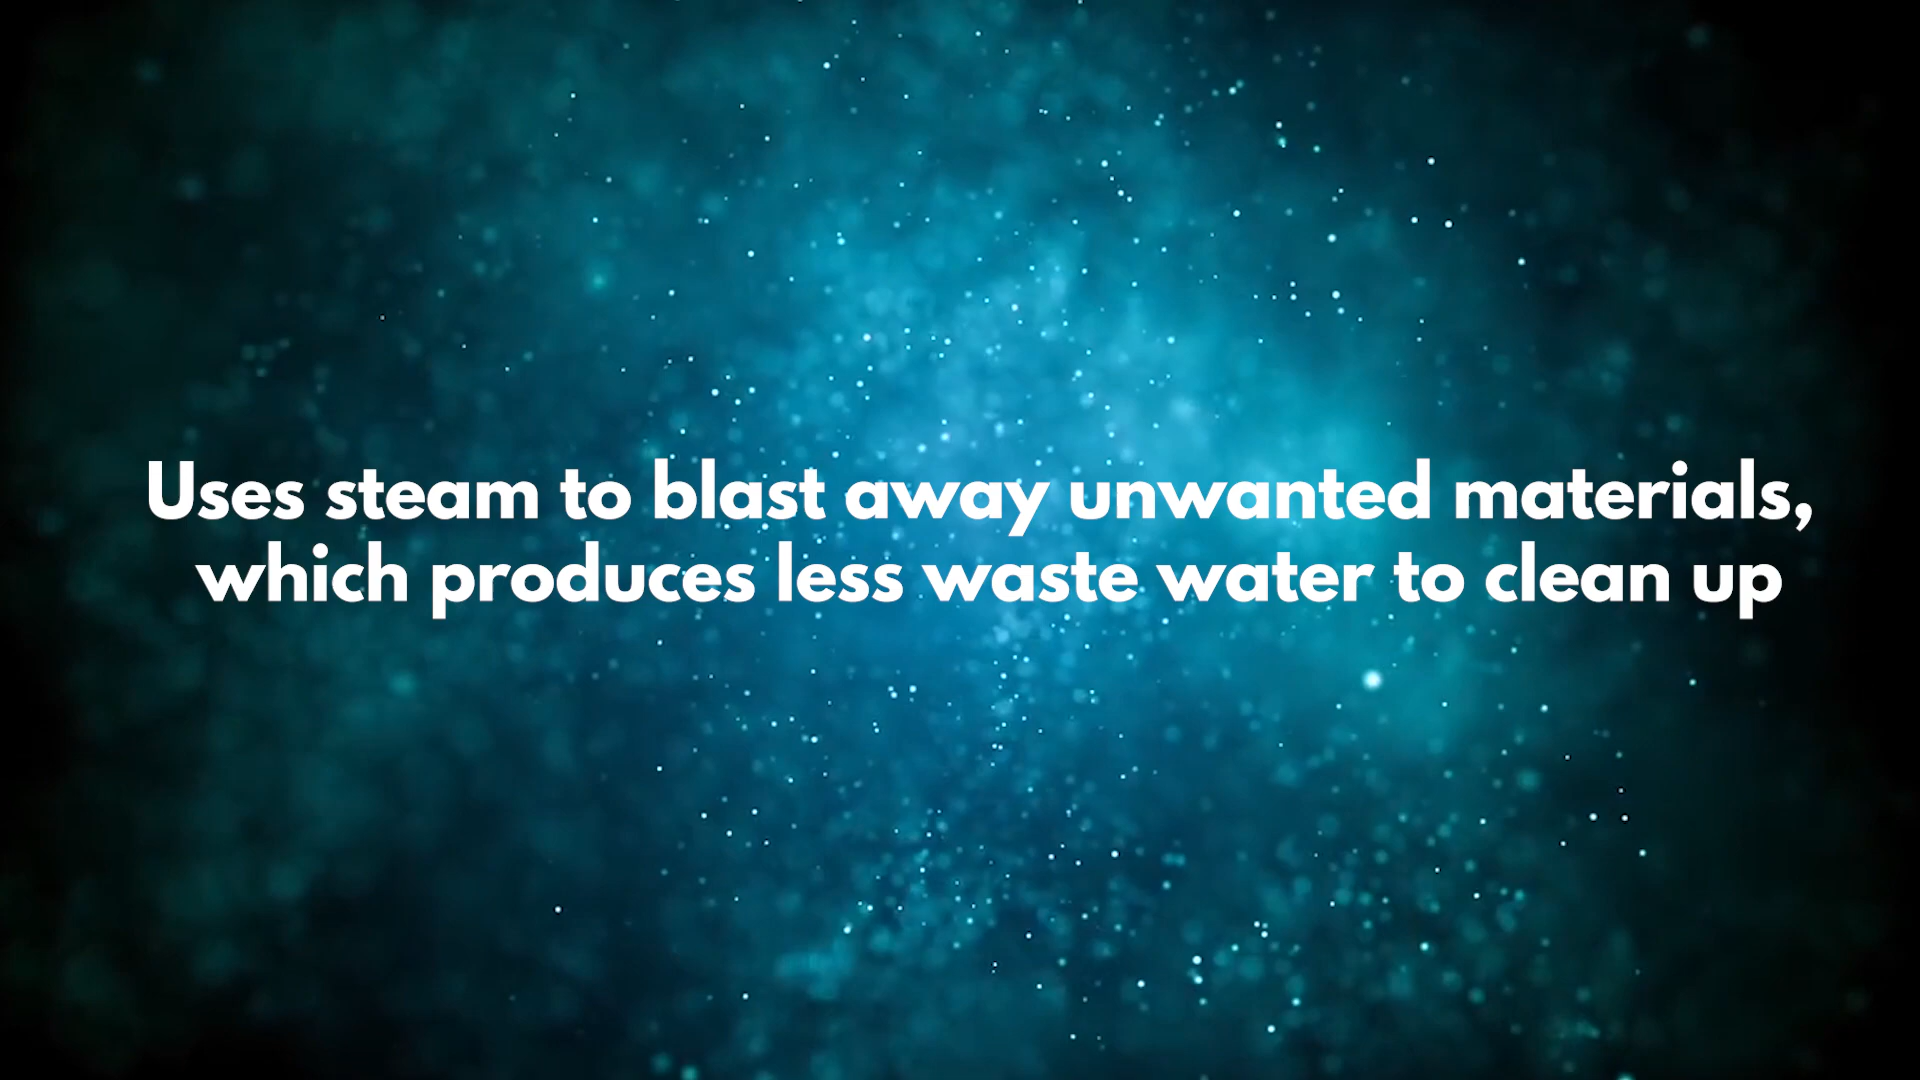 Uses steam to blast away unwanted materials,
which produces less waste water to clean up